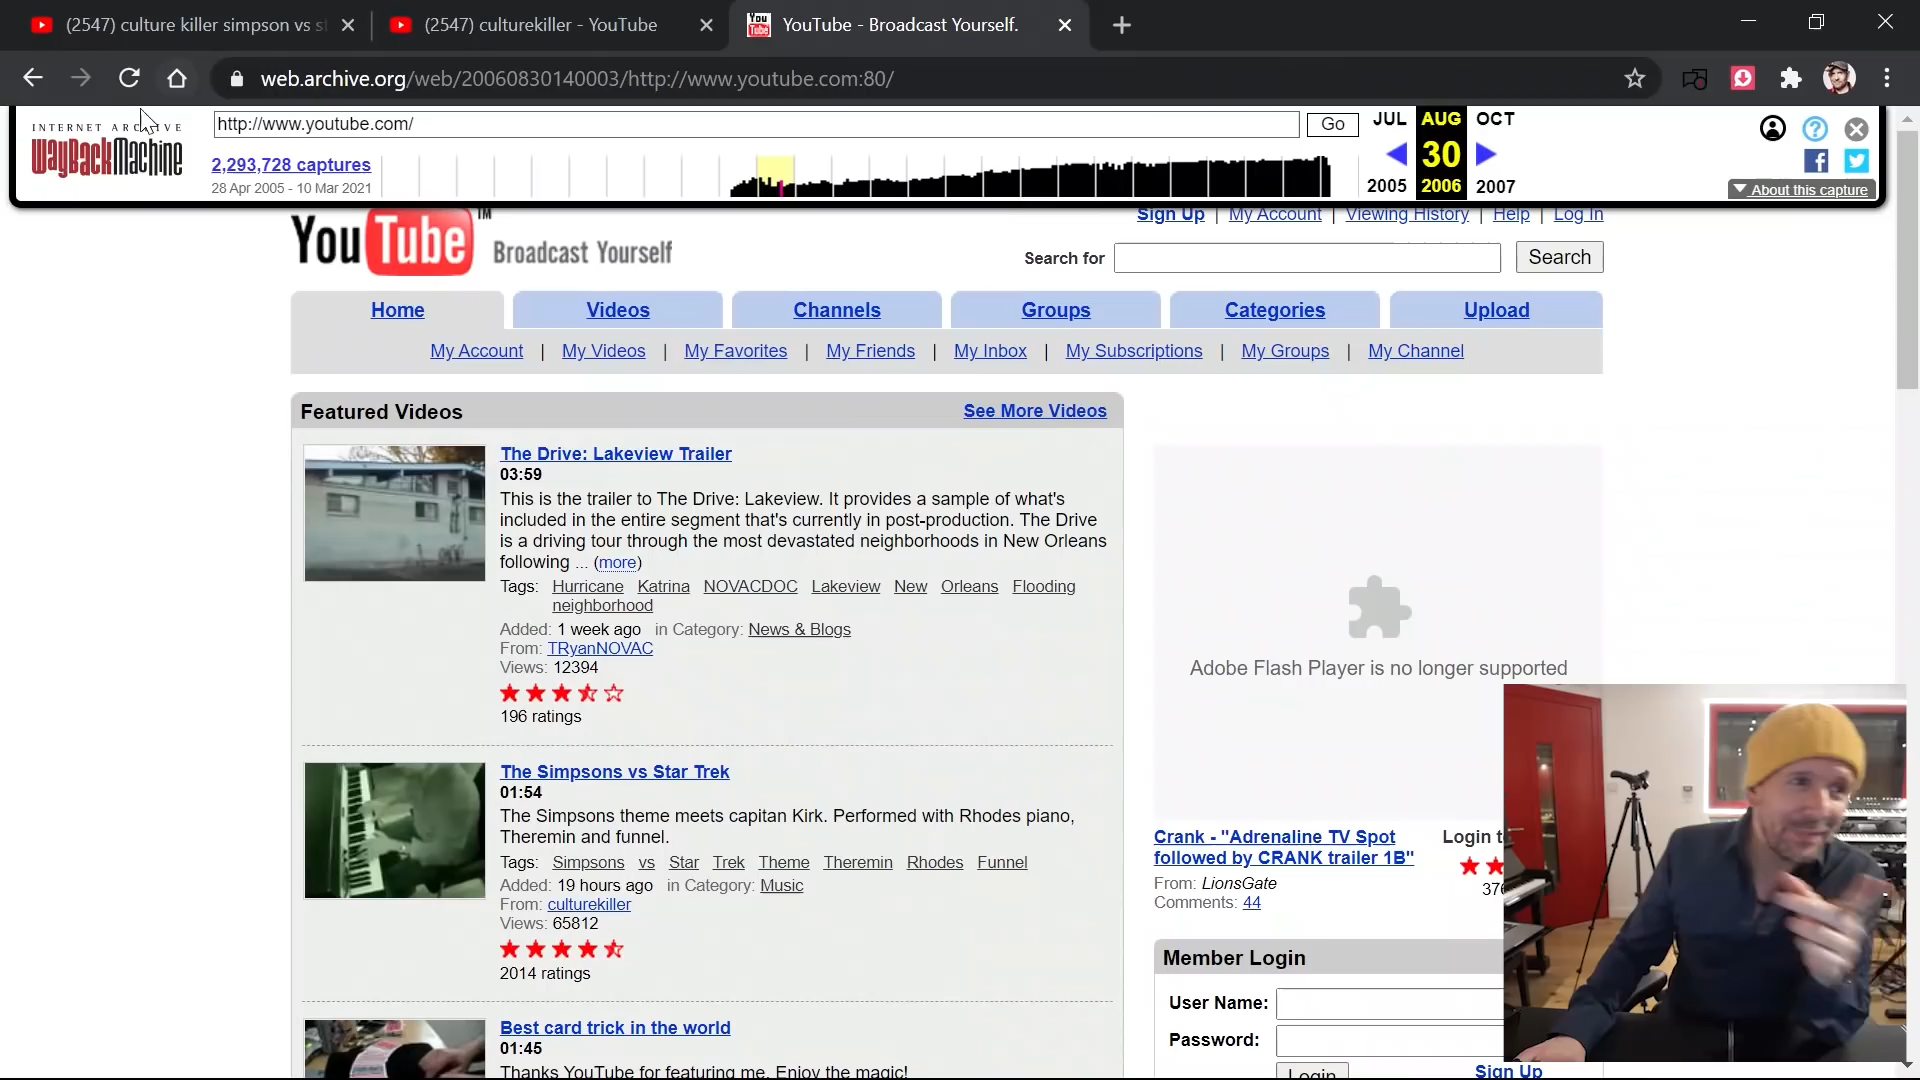 (2547) culture killer simpson vs st
(2547) culturekiller - YouTube
You Tube
YouTube - Broadcast Yourself.
web.archive.org/web/20060830140003/http://www.youtube.com:80/
INTERNET ARCHIVE
WayBackMachine
http://www.youtube.com/
Go
JUL
AUG
OCT
2,293,728 captures
30
28 Apr 2005 - 10 Mar 2021
2005
2006
2007
About this capture
YouTube TM
Broadcast Yourself
Sign Up | My Account | Viewing History | Help | Log In
Search for
Search
Home
Videos
Channels
Groups
Categories
Upload
My Account | My Videos | My Favorites | My Friends | My Inbox | My Subscriptions | My Groups | My Channel
Featured Videos
See More Videos
The Drive: Lakeview Trailer
03:59
This is the trailer to The Drive: Lakeview. It provides a sample of what's
included in the entire segment that's currently in post-production. The Drive
is a driving tour through the most devastated neighborhoods in New Orleans
following ... (more)
Tags: Hurricane Katrina NOVACDOC Lakeview New Orleans Flooding
neighborhood
Added: 1 week ago in Category: News & Blogs
From: TRyanNOVAC
Views: 12394
196 ratings
The Simpsons vs Star Trek
01:54
The Simpsons theme meets capitan Kirk. Performed with Rhodes piano,
Theremin and funnel.
Tags: Simpsons vs Star Trek Theme Theremin Rhodes Funnel
Added: 19 hours ago in Category: Music
From: culturekiller
Views: 65812
2014 ratings
Best card trick in the world
01:45
Thanks YouTube for featuring me. Enjoy the magic!
Adobe Flash Player is no longer supported
Crank - "Adrenaline TV Spot
followed by CRANK trailer 1B"
Login t
From: LionsGate
376
Comments: 44
Member Login
User Name:
Password:
Login
Sign Up